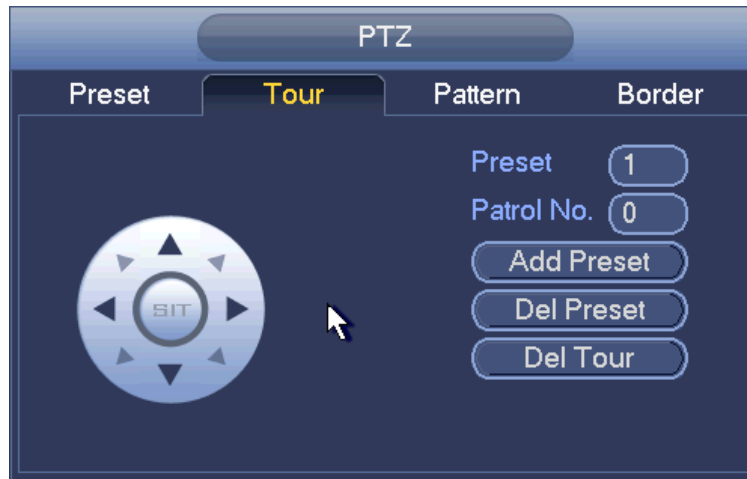 PTZ
Preset Tour Pattern Border
Preset 1
Patrol No. 0
Add Preset
SIT Del Preset
Del Tour